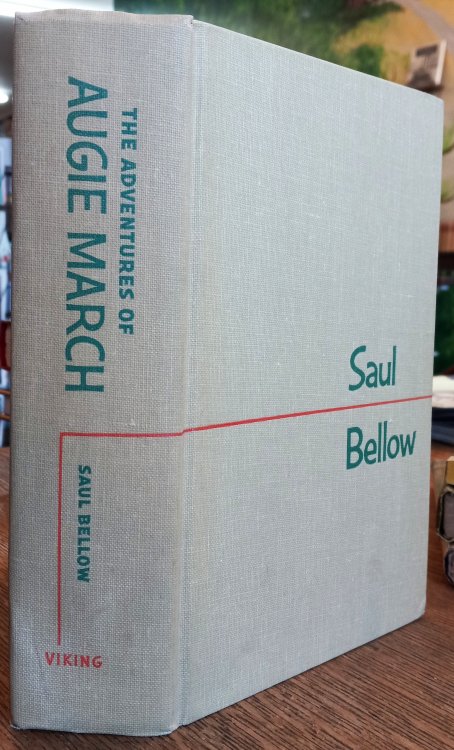 THE ADVENTURES OF
AUGIE MARCH
SAUL BELLOW
VIKING
Saul
Bellow